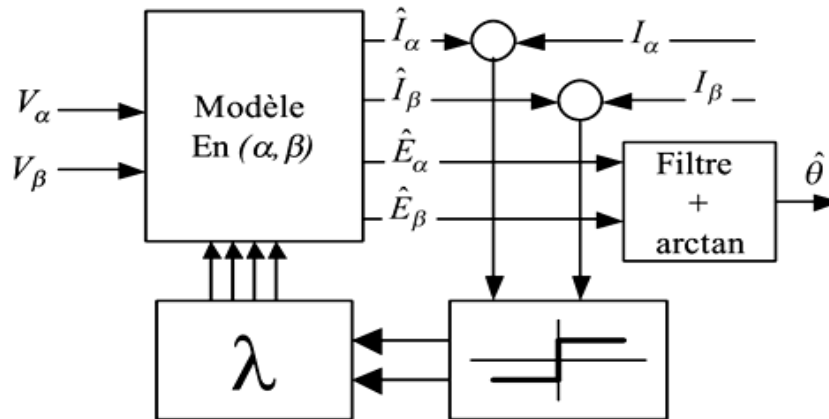 V_α
V_β
Modèle
En (α, β)
Î_α
Î_β
Ê_α
Ê_β
I_α
I_β
Filtre
+
arctan
θ̂
λ